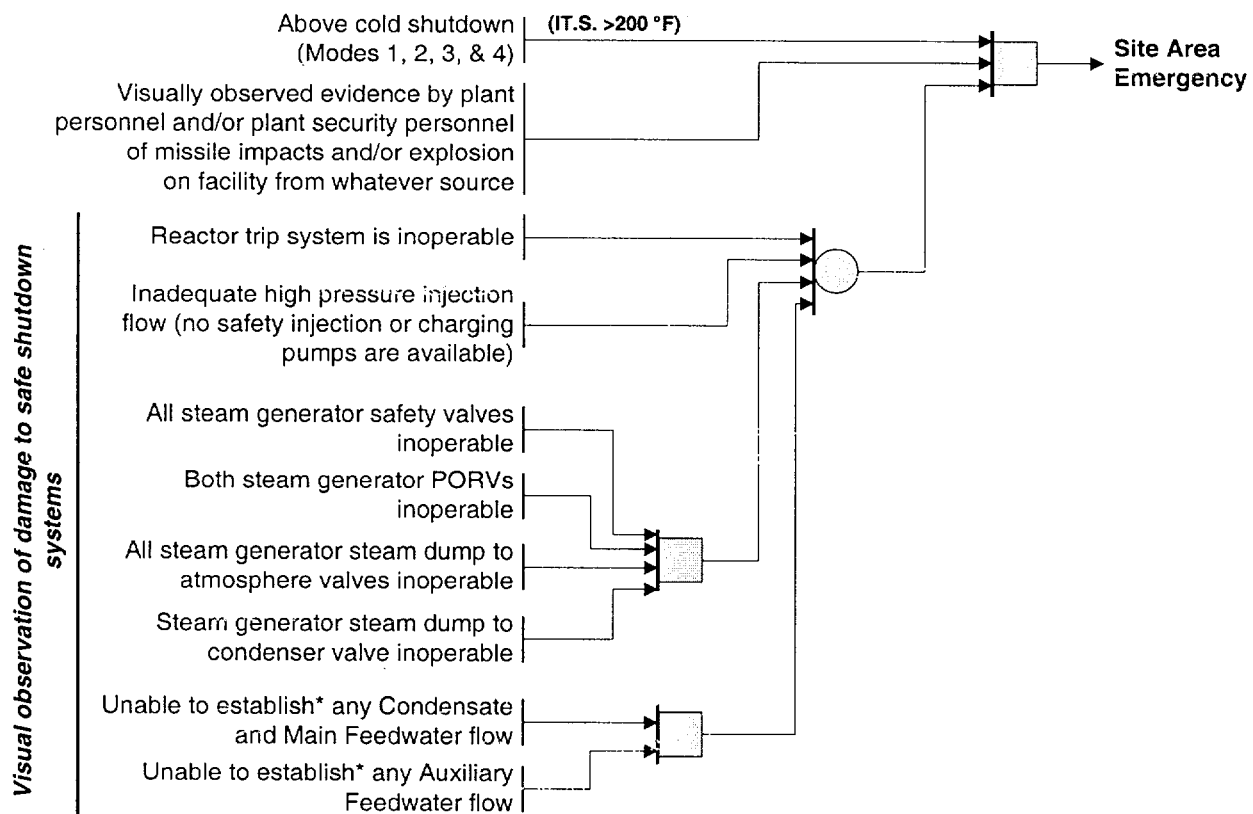 Above cold shutdown
(Modes 1, 2, 3, & 4)
(IT.S. >200 °F)
Site Area
Emergency
Visually observed evidence by plant
personnel and/or plant security personnel
of missile impacts and/or explosion
on facility from whatever source
Visual observation of damage to safe shutdown
systems
Reactor trip system is inoperable
Inadequate high pressure injection
flow (no safety injection or charging
pumps are available)
All steam generator safety valves
inoperable
Both steam generator PORVs
inoperable
All steam generator steam dump to
atmosphere valves inoperable
Steam generator steam dump to
condenser valve inoperable
Unable to establish* any Condensate
and Main Feedwater flow
Unable to establish* any Auxiliary
Feedwater flow